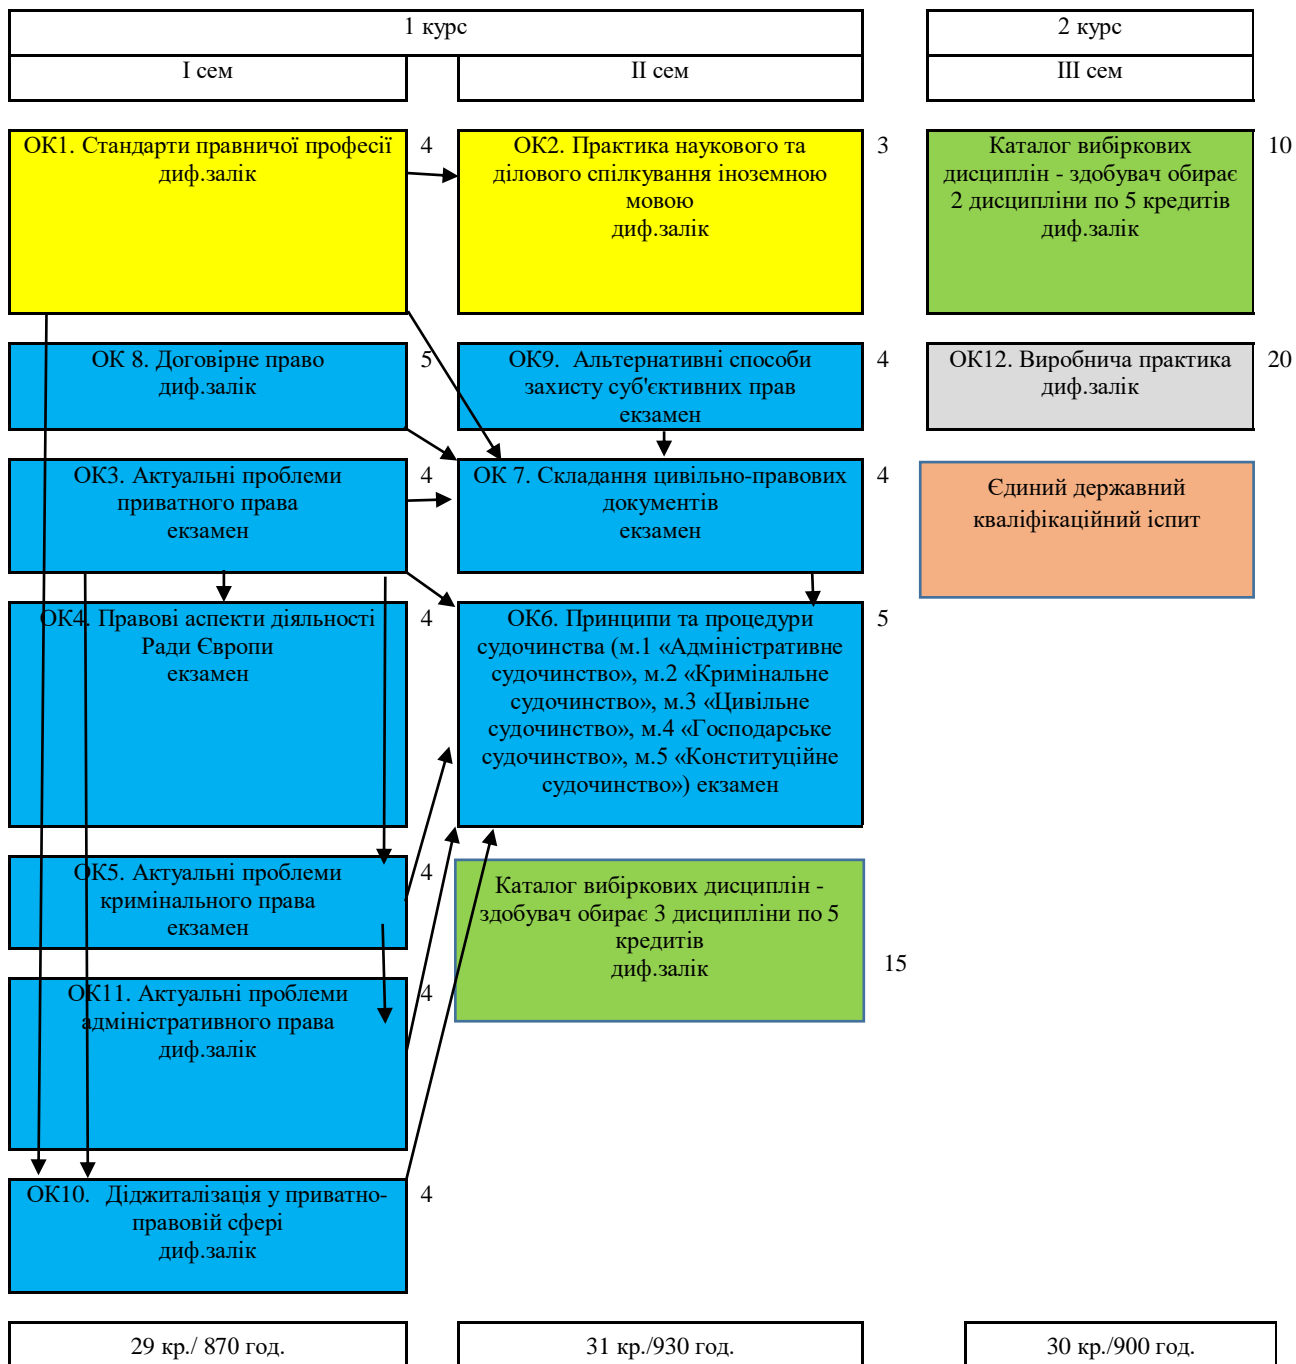 1 курс
2 курс
І сем
ІІ сем
ІІІ сем
ОК1. Стандарти правничої професії
диф.залік
4
ОК2. Практика наукового та
ділового спілкування іноземною
мовою
диф.залік
3
Каталог вибіркових
дисциплін - здобувач обирає
2 дисципліни по 5 кредитів
диф.залік
10
ОК 8. Договірне право
диф.залік
5
ОК9. Альтернативні способи
захисту суб'єктивних прав
екзамен
4
ОК12. Виробнича практика
диф.залік
20
ОК3. Актуальні проблеми
приватного права
екзамен
4
ОК 7. Складання цивільно-правових
документів
екзамен
4
Єдиний державний
кваліфікаційний іспит
ОК4. Правові аспекти діяльності
Ради Європи
екзамен
4
ОК6. Принципи та процедури
судочинства (м.1 «Адміністративне
судочинство», м.2 «Кримінальне
судочинство», м.3 «Цивільне
судочинство», м.4 «Господарське
судочинство», м.5 «Конституційне
судочинство») екзамен
5
ОК5. Актуальні проблеми
кримінального права
екзамен
4
Каталог вибіркових дисциплін -
здобувач обирає 3 дисципліни по 5
кредитів
диф.залік
15
ОК11. Актуальні проблеми
адміністративного права
диф.залік
4
ОК10. Діджиталізація у приватно-
правовій сфері
диф.залік
4
29 кр./ 870 год.
31 кр./930 год.
30 кр./900 год.